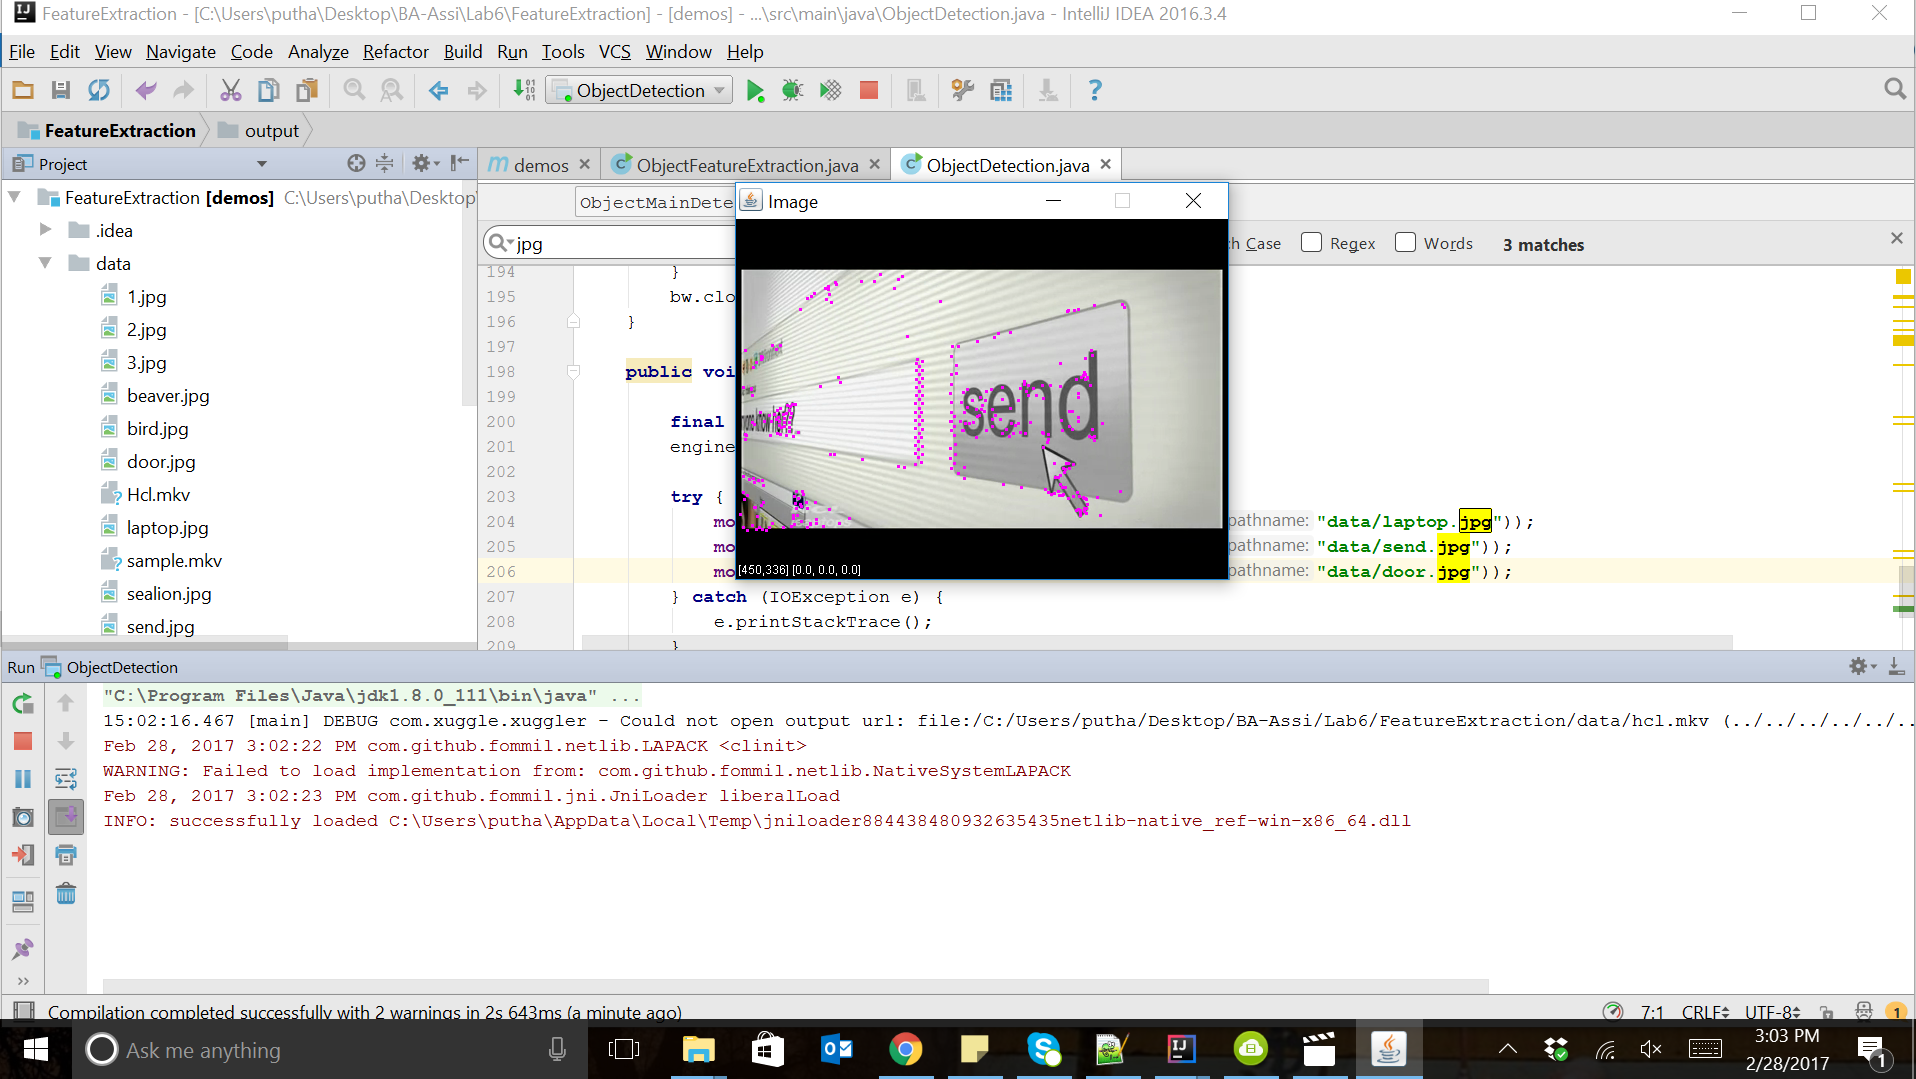 FeatureExtraction - [C:\Users\putha\Desktop\BA-Assi\Lab6\FeatureExtraction] - [demos] - ...\src\main\java\ObjectDetection.java - IntelliJ IDEA 2016.3.4
File Edit View Navigate Code Analyze Refactor Build Run Tools VCS Window Help
ObjectDetection
FeatureExtraction output
Project
demos ObjectFeatureExtraction.java ObjectDetection.java
FeatureExtraction [demos] C:\Users\putha\Desktop
.idea
data
1.jpg
2.jpg
3.jpg
beaver.jpg
bird.jpg
door.jpg
Hcl.mkv
laptop.jpg
sample.mkv
sealion.jpg
send.jpg
ObjectMainDete
jpg
Case Regex Words 3 matches
194 }
195 bw.clo
196 }
197
198 public voi
199
200 final
201 engine
202
203 try {
204 mo pathname: "data/laptop.jpg"));
205 mo pathname: "data/send.jpg"));
206 mo pathname: "data/door.jpg"));
207 } catch (IOException e) {
208 e.printStackTrace();
209 }
Image
send
[450,336] [0.0, 0.0, 0.0]
Run ObjectDetection
"C:\Program Files\Java\jdk1.8.0_111\bin\java" ...
15:02:16.467 [main] DEBUG com.xuggle.xuggler - Could not open output url: file:/C:/Users/putha/Desktop/BA-Assi/Lab6/FeatureExtraction/data/hcl.mkv (../../../../../..
Feb 28, 2017 3:02:22 PM com.github.fommil.netlib.LAPACK <clinit>
WARNING: Failed to load implementation from: com.github.fommil.netlib.NativeSystemLAPACK
Feb 28, 2017 3:02:23 PM com.github.fommil.jni.JniLoader liberalLoad
INFO: successfully loaded C:\Users\putha\AppData\Local\Temp\jniloader884438480932635435netlib-native_ref-win-x86_64.dll
Compilation completed successfully with 2 warnings in 2s 643ms (a minute ago)
7:1 CRLF UTF-8 1
Ask me anything
3:03 PM
2/28/2017
1